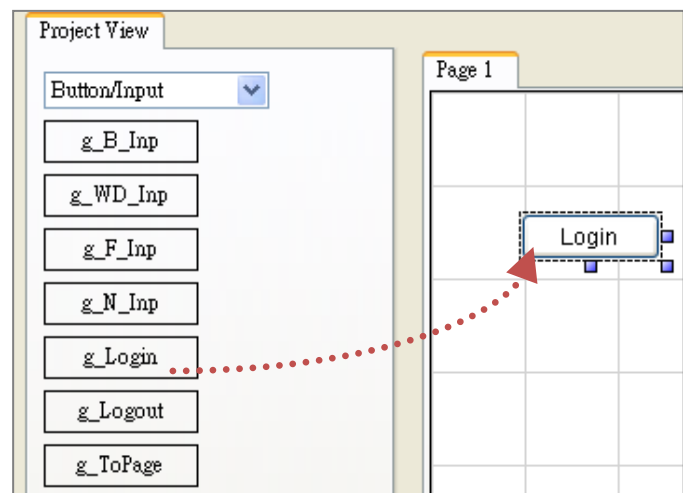 Project View
Button/Input
g_B_Inp
g_WD_Inp
g_F_Inp
g_N_Inp
g_Login
g_Logout
g_ToPage
Page 1
Login